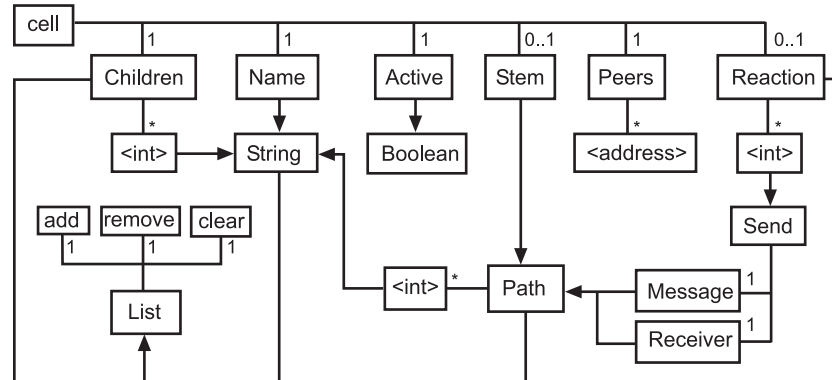 cell
1 1 1 0..1 1 0..1
Children Name Active Stem Peers Reaction
* * *
<int> String Boolean <address> <int>
add remove clear Send
1 1 1
<int> * Path Message 1
List
Receiver 1